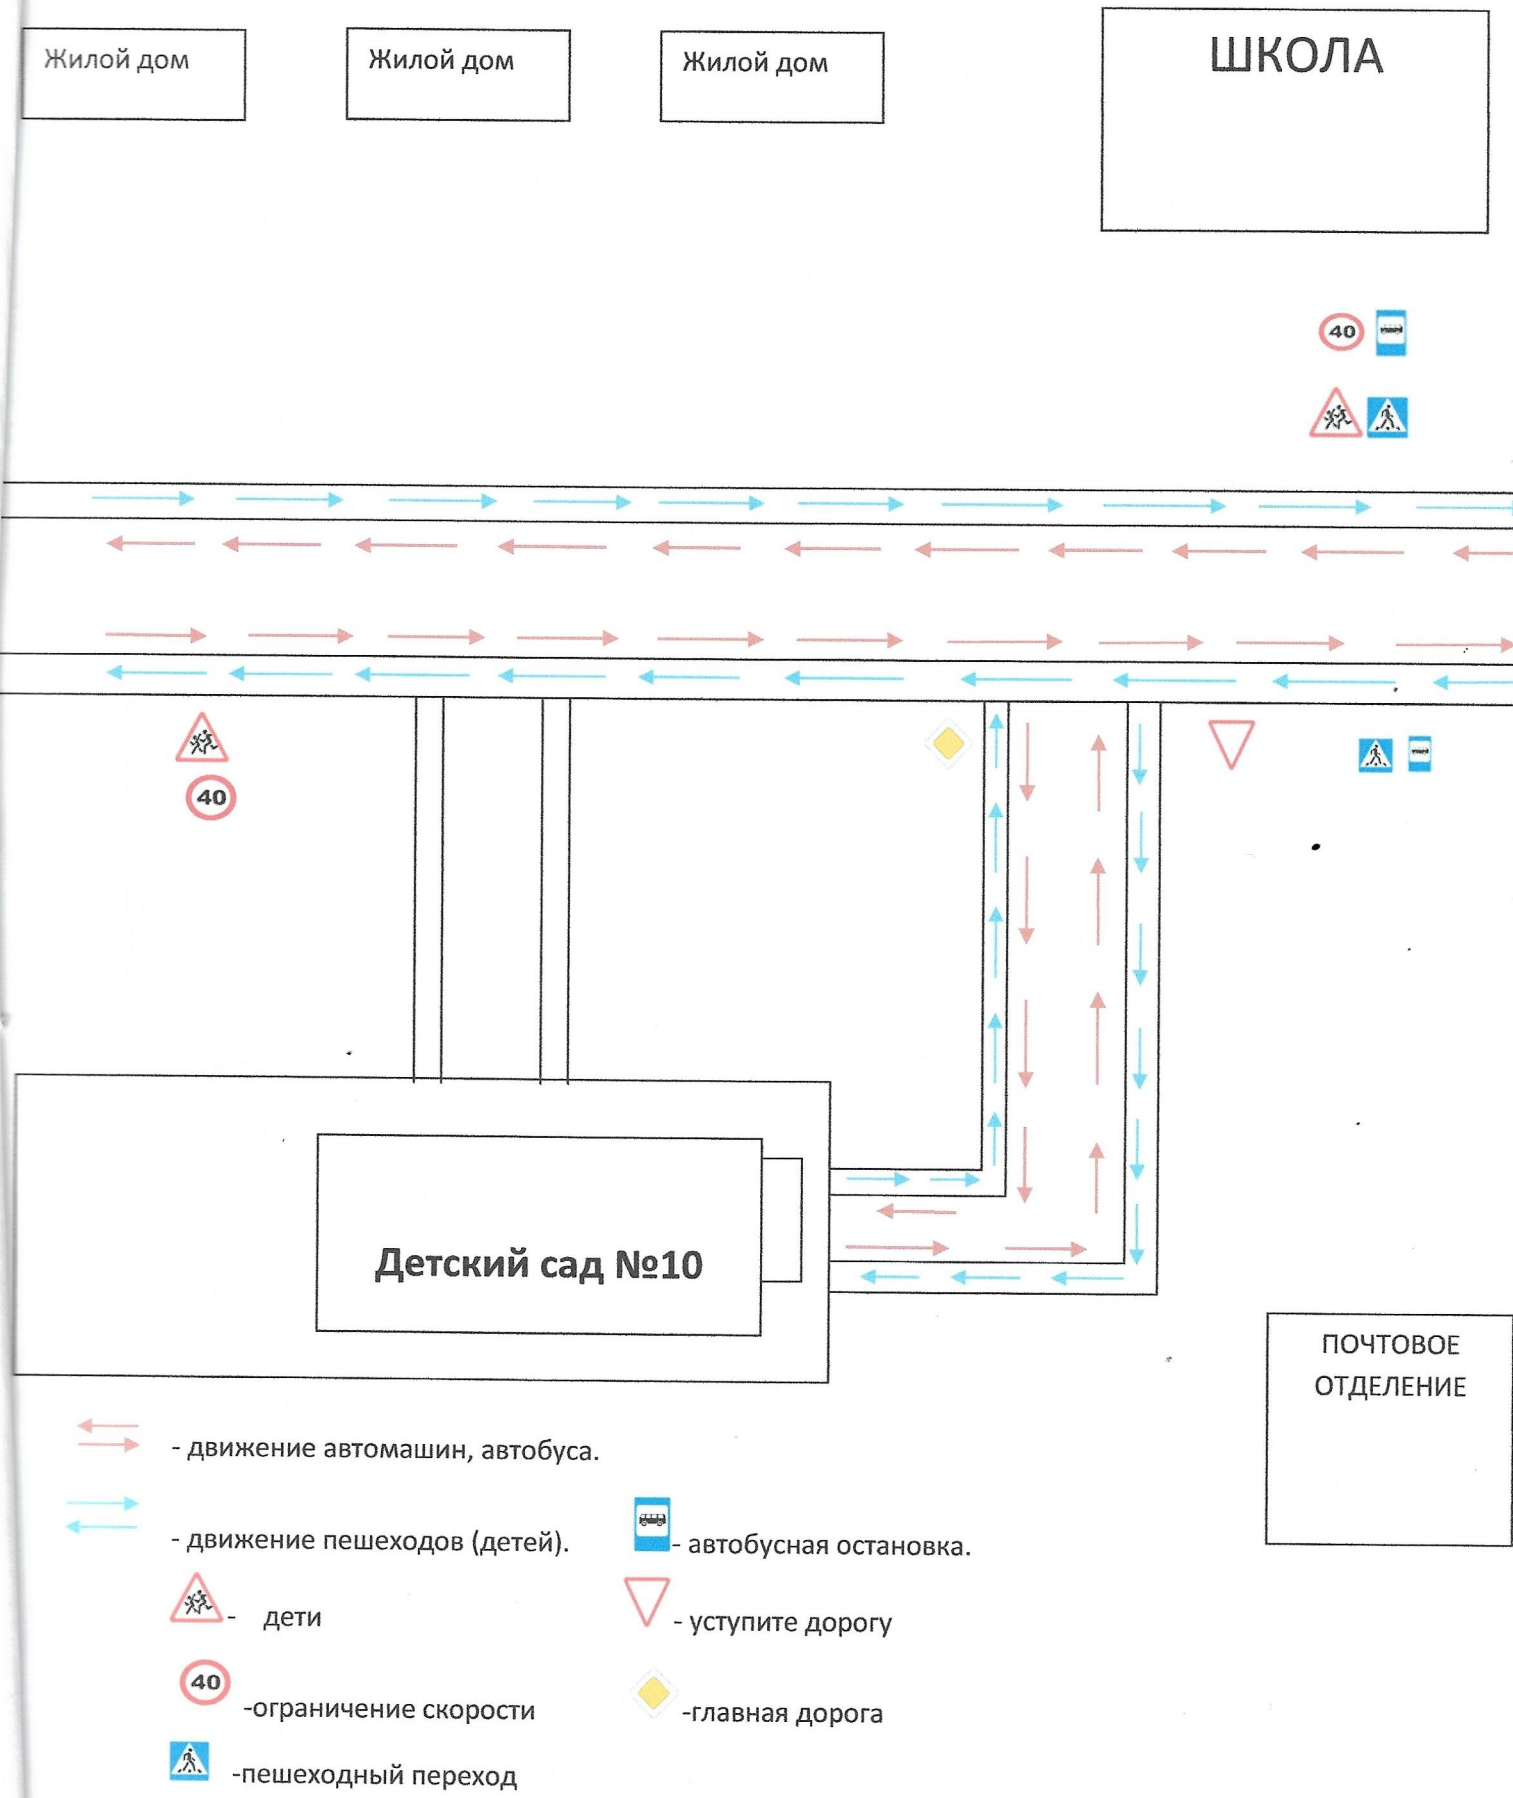 Жилой дом
Жилой дом
Жилой дом
ШКОЛА
40
40
Детский сад №10
ПОЧТОВОЕ
ОТДЕЛЕНИЕ
- движение автомашин, автобуса.
- движение пешеходов (детей).
- автобусная остановка.
- дети
- уступите дорогу
40
-ограничение скорости
-главная дорога
-пешеходный переход